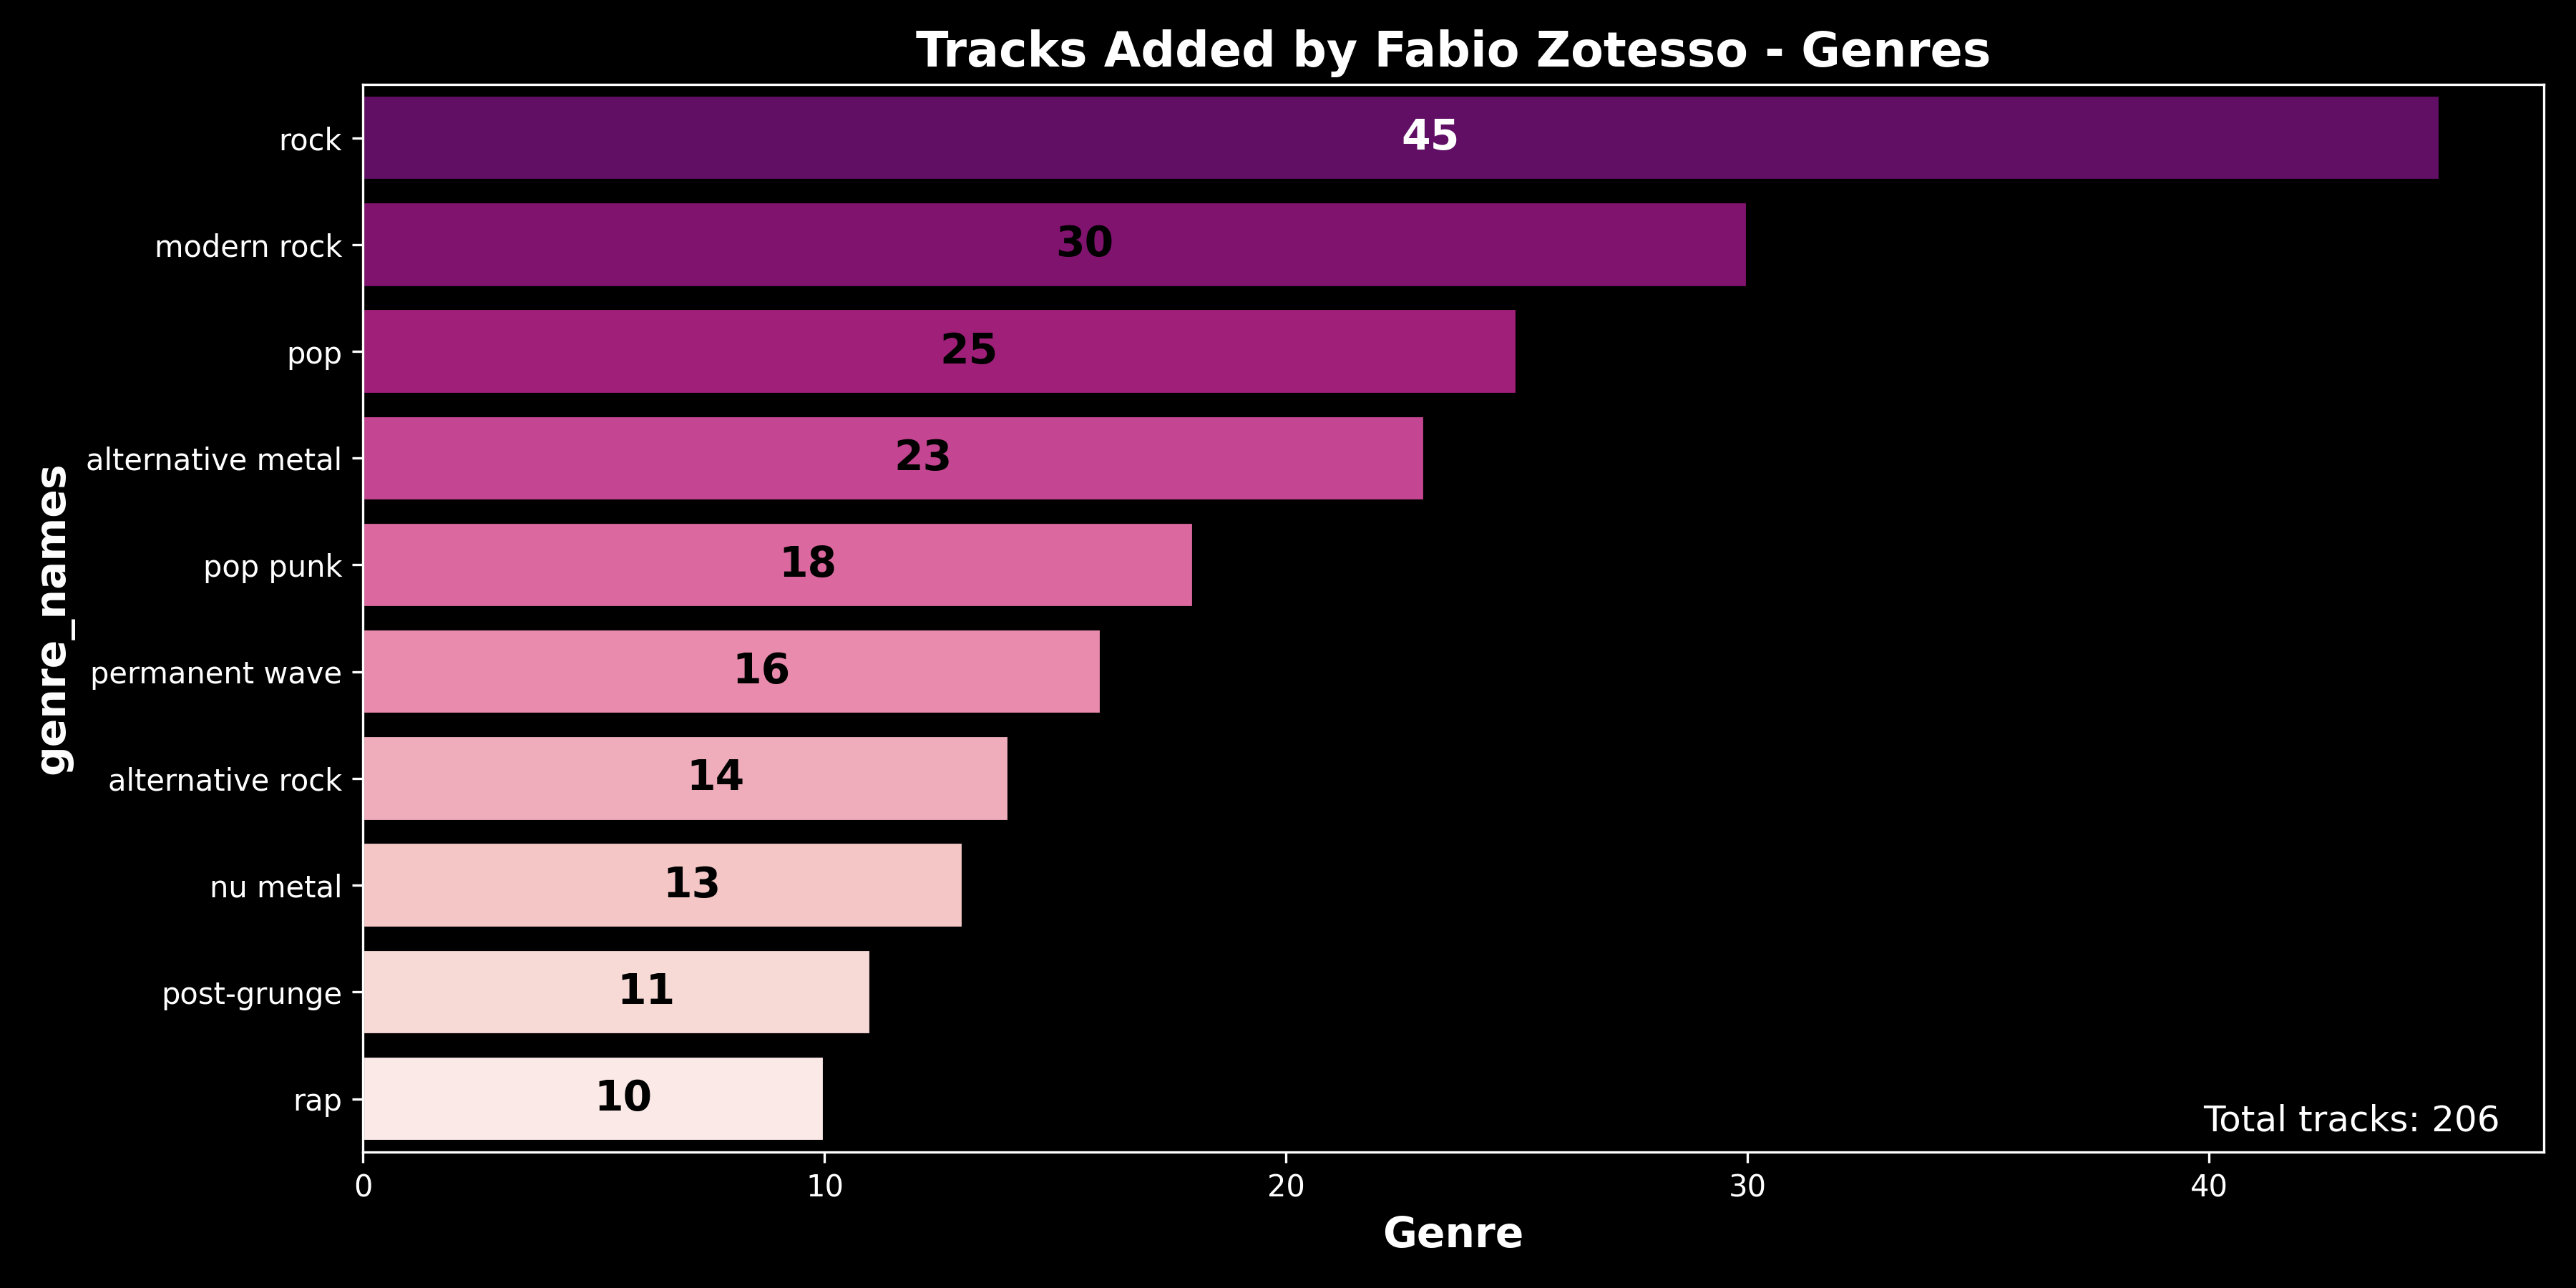 Tracks Added by Fabio Zotesso - Genres
genre_names
rock
45
modern rock
30
pop
25
alternative metal
23
pop punk
18
permanent wave
16
alternative rock
14
nu metal
13
post-grunge
11
rap
10
Total tracks: 206
0 10 20 30 40
Genre